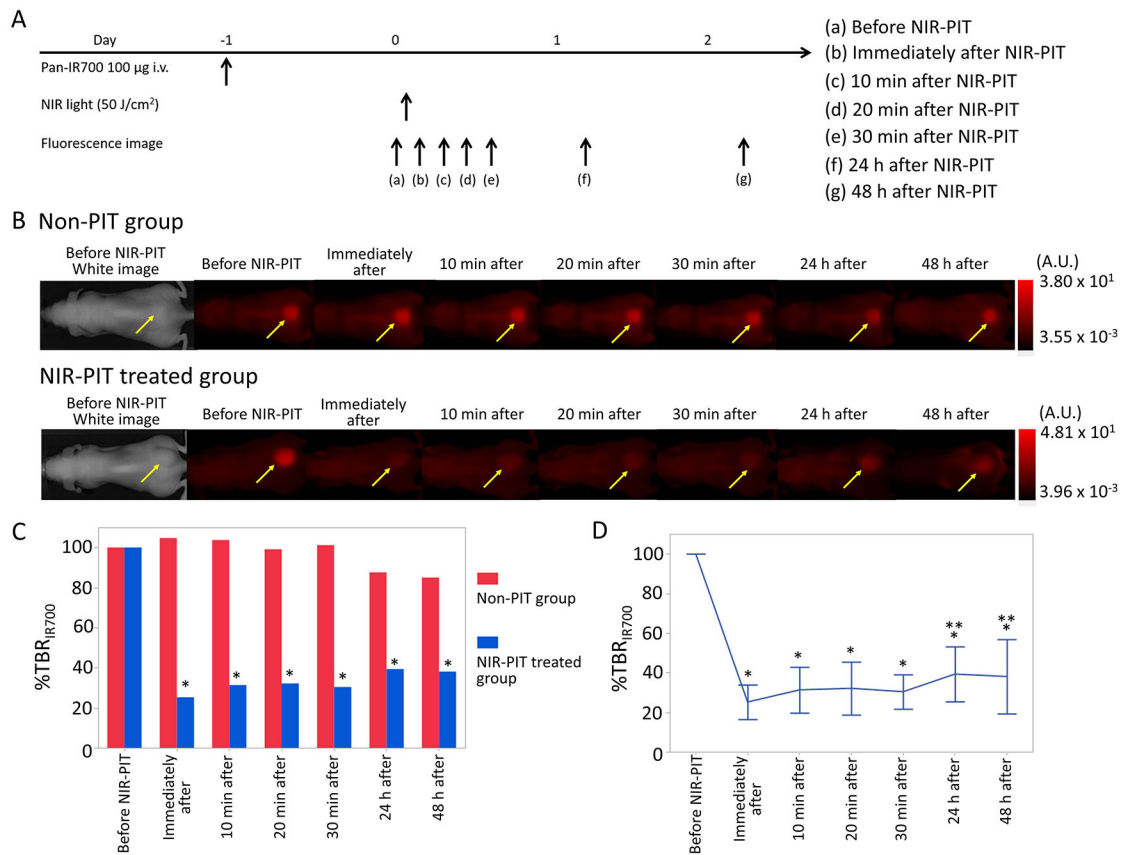 A
Day -1 0 1 2
Pan-IR700 100 µg i.v.
NIR light (50 J/cm²)
Fluorescence image
(a) (b) (c) (d) (e) (f) (g)
(a) Before NIR-PIT
(b) Immediately after NIR-PIT
(c) 10 min after NIR-PIT
(d) 20 min after NIR-PIT
(e) 30 min after NIR-PIT
(f) 24 h after NIR-PIT
(g) 48 h after NIR-PIT
B Non-PIT group
Before NIR-PIT
White image
Before NIR-PIT
Immediately
after
10 min after
20 min after
30 min after
24 h after
48 h after
(A.U.)
3.80 x 10¹
3.55 x 10⁻³
NIR-PIT treated group
Before NIR-PIT
White image
Before NIR-PIT
Immediately
after
10 min after
20 min after
30 min after
24 h after
48 h after
(A.U.)
4.81 x 10¹
3.96 x 10⁻³
C
%TBRIR700
100
80
60
40
20
0
* * * * * *
Before NIR-PIT
Immediately
after
10 min after
20 min after
30 min after
24 h after
48 h after
Non-PIT group
NIR-PIT treated
group
D
%TBRIR700
100
80
60
40
20
0
** **
* * * * * *
Before NIR-PIT
Immediately
after
10 min after
20 min after
30 min after
24 h after
48 h after